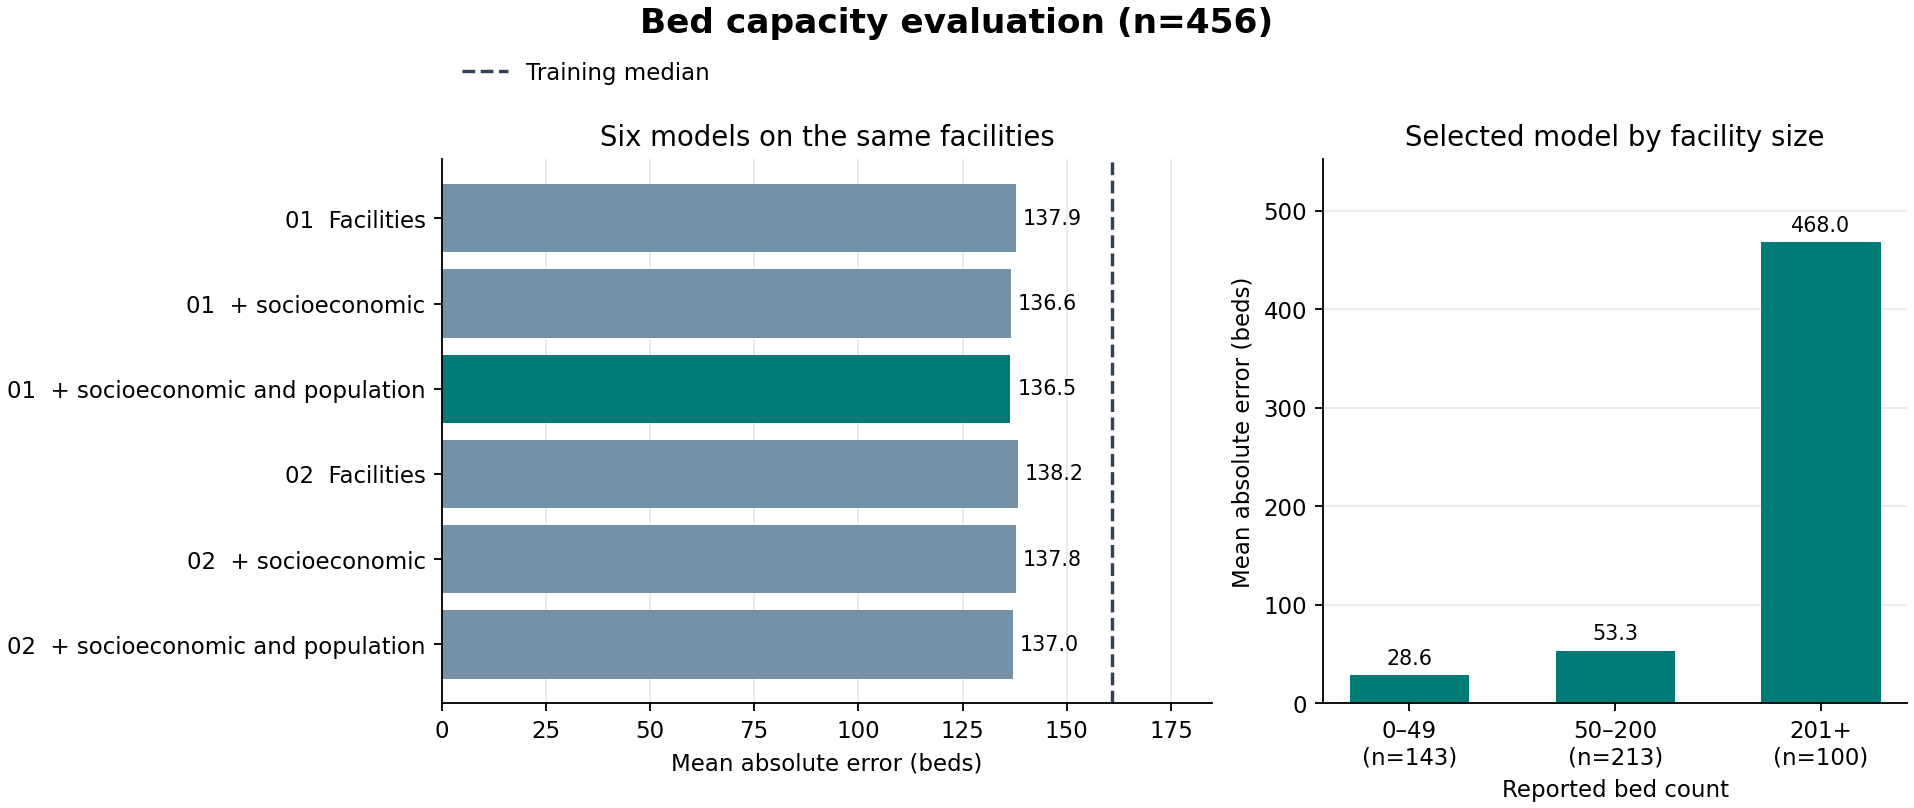 Bed capacity evaluation (n=456)
Training median
Six models on the same facilities
01  Facilities
137.9
01  + socioeconomic
136.6
01  + socioeconomic and population
136.5
02  Facilities
138.2
02  + socioeconomic
137.8
02  + socioeconomic and population
137.0
0 25 50 75 100 125 150 175
Mean absolute error (beds)
Selected model by facility size
Mean absolute error (beds)
500
400
300
200
100
0
28.6
53.3
468.0
0–49 50–200 201+
(n=143) (n=213) (n=100)
Reported bed count